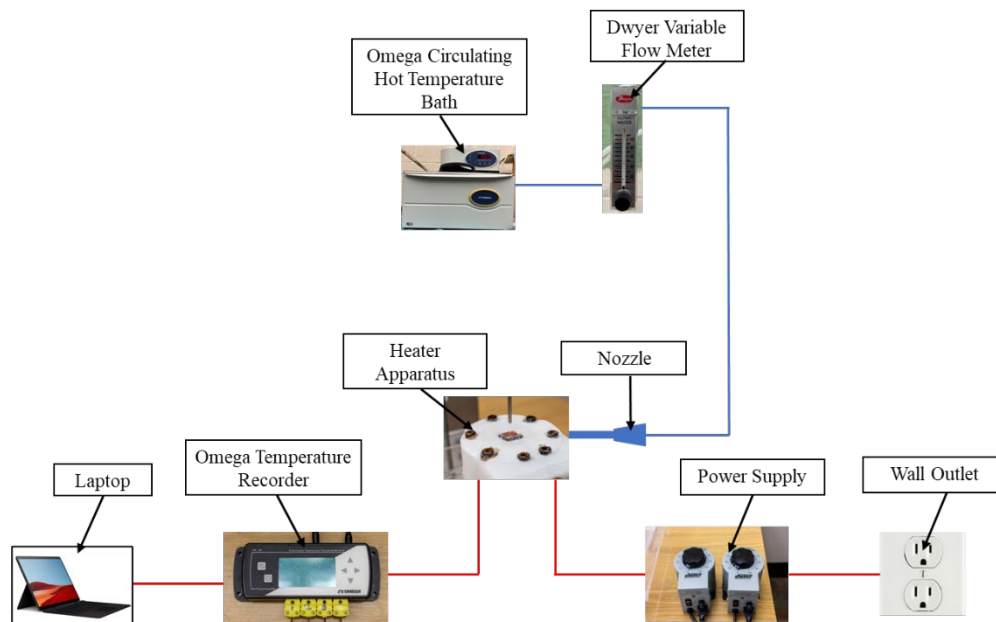 Dwyer Variable
Flow Meter
Omega Circulating
Hot Temperature
Bath
Heater
Apparatus
Nozzle
Omega Temperature
Recorder
Laptop
Power Supply
Wall Outlet
OMEGA